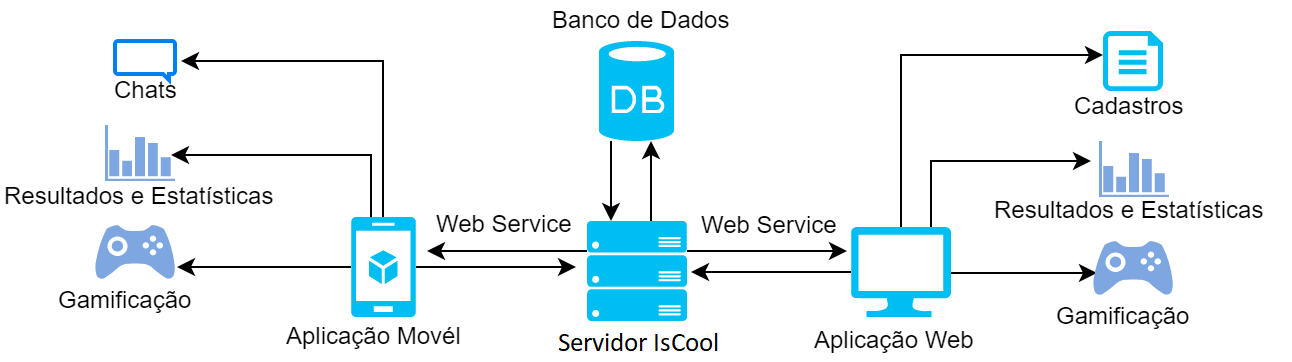 Banco de Dados
DB
Chats
Cadastros
Resultados e Estatísticas
Resultados e Estatísticas
Web Service
Web Service
Gamificação
Gamificação
Aplicação Movél
Servidor IsCool
Aplicação Web